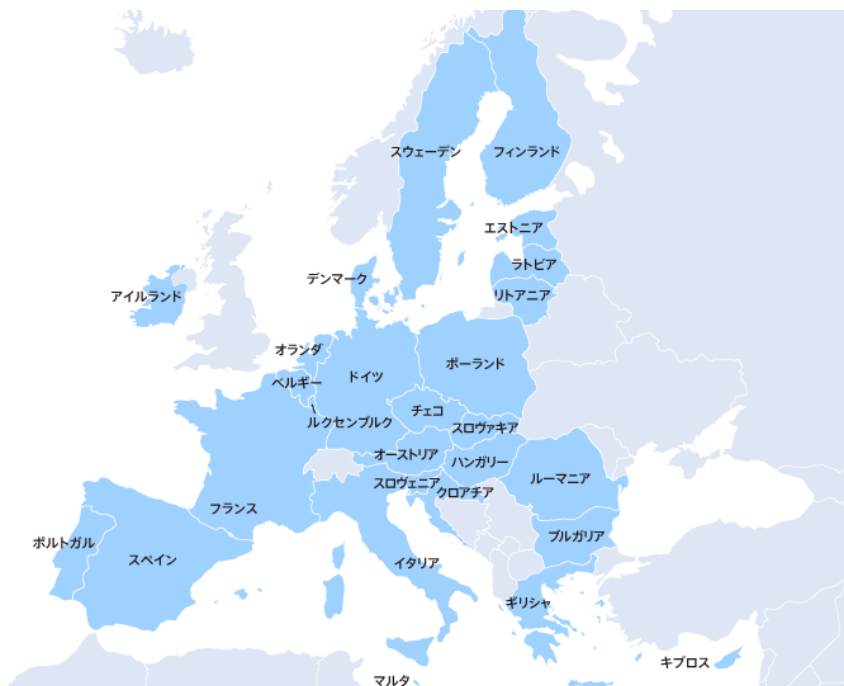 スウェーデン
フィンランド
エストニア
ラトビア
デンマーク
リトアニア
アイルランド
オランダ
ポーランド
ドイツ
ベルギー
チェコ
ルクセンブルク
スロヴァキア
オーストリア
ハンガリー
ルーマニア
スロヴェニア
クロアチア
フランス
ブルガリア
ポルトガル
スペイン
イタリア
ギリシャ
キプロス
マルタ